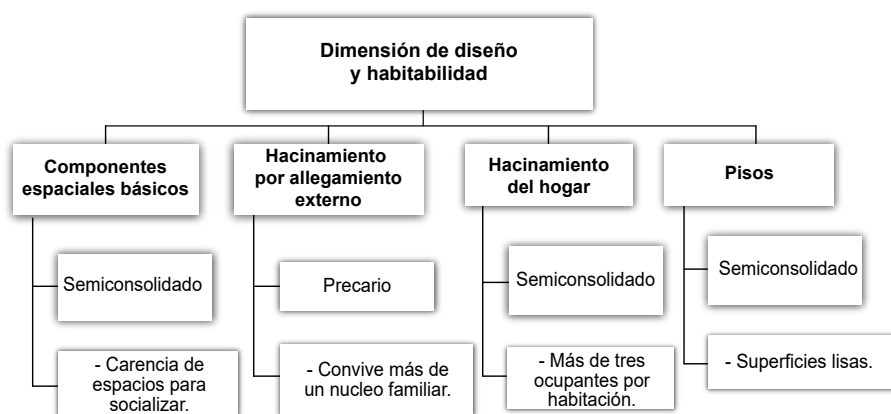 Dimensión de diseño
y habitabilidad
Componentes
espaciales básicos
Semiconsolidado
- Carencia de
espacios para
socializar.
Hacinamiento
por allegamiento
externo
Precario
- Convive más de
un nucleo familiar.
Hacinamiento
del hogar
Semiconsolidado
- Más de tres
ocupantes por
habitación.
Pisos
Semiconsolidado
- Superficies lisas.